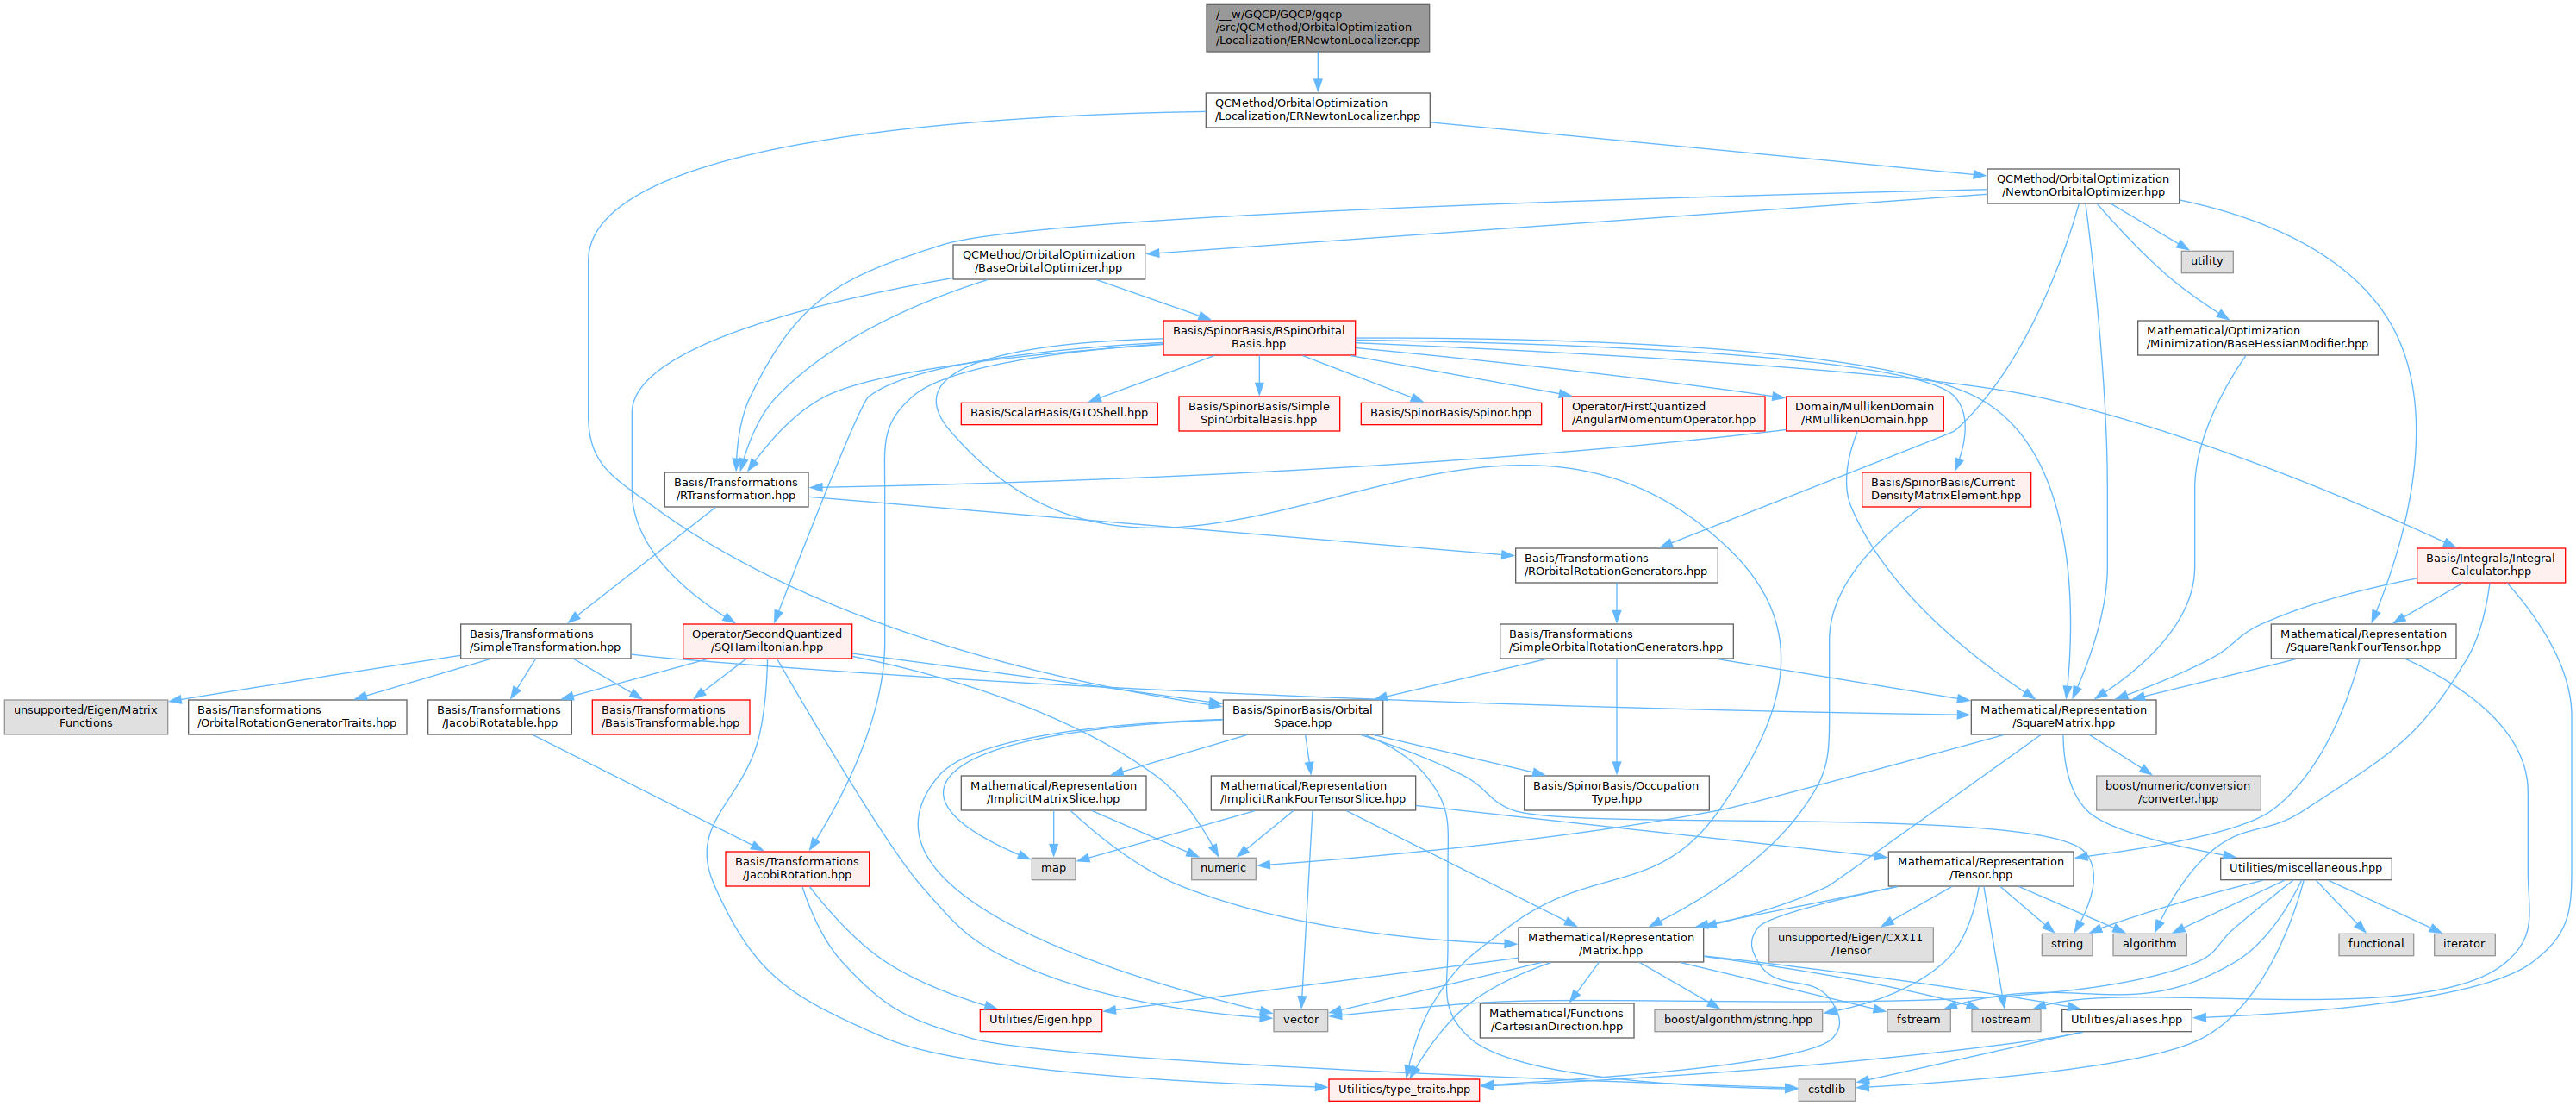 /__w/GQCP/GQCP/gqcp
/src/QCMethod/OrbitalOptimization
/Localization/ERNewtonLocalizer.cpp
QCMethod/OrbitalOptimization
/Localization/ERNewtonLocalizer.hpp
QCMethod/OrbitalOptimization
/NewtonOrbitalOptimizer.hpp
QCMethod/OrbitalOptimization
/BaseOrbitalOptimizer.hpp
utility
Basis/SpinorBasis/RSpinOrbital
Basis.hpp
Mathematical/Optimization
/Minimization/BaseHessianModifier.hpp
Basis/ScalarBasis/GTOShell.hpp
Basis/SpinorBasis/Simple
SpinOrbitalBasis.hpp
Basis/SpinorBasis/Spinor.hpp
Operator/FirstQuantized
/AngularMomentumOperator.hpp
Domain/MullikenDomain
/RMullikenDomain.hpp
Basis/Transformations
/RTransformation.hpp
Basis/SpinorBasis/Current
DensityMatrixElement.hpp
Basis/Transformations
/ROrbitalRotationGenerators.hpp
Basis/Integrals/Integral
Calculator.hpp
Basis/Transformations
/SimpleTransformation.hpp
Operator/SecondQuantized
/SQHamiltonian.hpp
Basis/Transformations
/SimpleOrbitalRotationGenerators.hpp
Mathematical/Representation
/SquareRankFourTensor.hpp
unsupported/Eigen/Matrix
Functions
Basis/Transformations
/OrbitalRotationGeneratorTraits.hpp
Basis/Transformations
/JacobiRotatable.hpp
Basis/Transformations
/BasisTransformable.hpp
Basis/SpinorBasis/Orbital
Space.hpp
Mathematical/Representation
/SquareMatrix.hpp
Mathematical/Representation
/ImplicitMatrixSlice.hpp
Mathematical/Representation
/ImplicitRankFourTensorSlice.hpp
Basis/SpinorBasis/Occupation
Type.hpp
boost/numeric/conversion
/converter.hpp
Basis/Transformations
/JacobiRotation.hpp
map
numeric
Mathematical/Representation
/Tensor.hpp
Utilities/miscellaneous.hpp
Mathematical/Representation
/Matrix.hpp
unsupported/Eigen/CXX11
/Tensor
string
algorithm
functional
iterator
Utilities/Eigen.hpp
vector
Mathematical/Functions
/CartesianDirection.hpp
boost/algorithm/string.hpp
fstream
iostream
Utilities/aliases.hpp
Utilities/type_traits.hpp
cstdlib